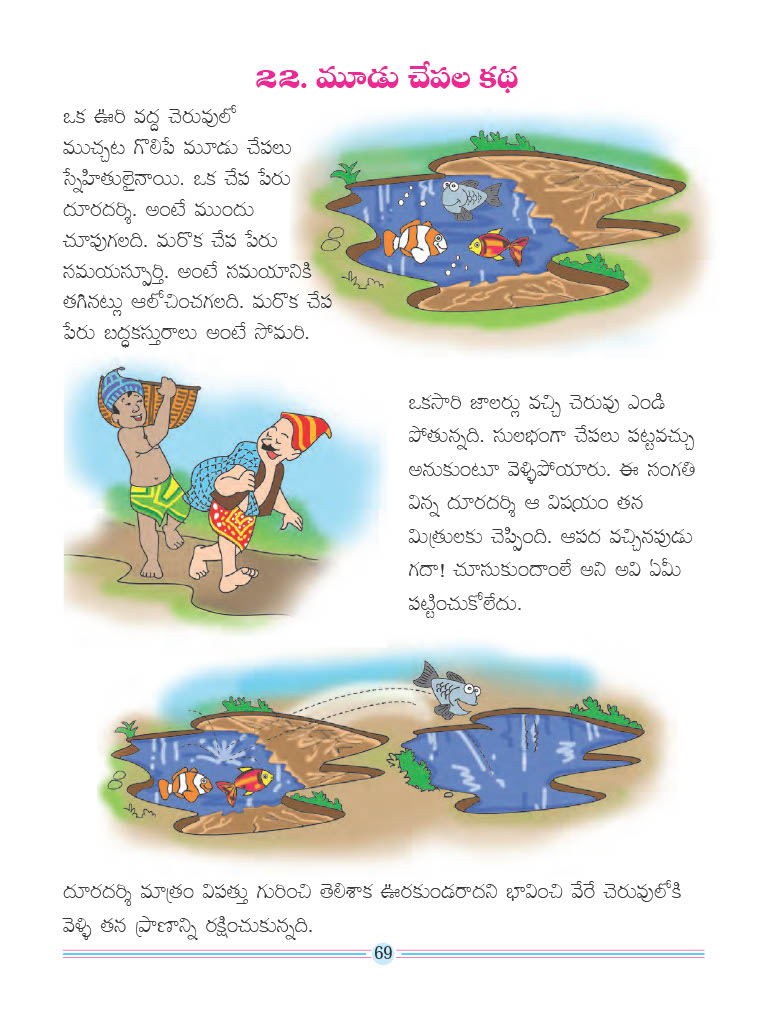 22. మూడు చేపల కథ
ఒక ఊరి వద్ద చెరువులో
ముచ్చట గొలిపే మూడు చేపలు
స్నేహితులైనాయి. ఒక చేప పేరు
దూరదర్శి. అంటే ముందు
చూపుగలది. మరొక చేప పేరు
సమయస్ఫూర్తి. అంటే సమయానికి
తగినట్లు ఆలోచించగలది. మరొక చేప
పేరు బద్ధకస్తురాలు అంటే సోమరి.
ఒకసారి జాలర్లు వచ్చి చెరువు ఎండి
పోతున్నది. సులభంగా చేపలు పట్టవచ్చు
అనుకుంటూ వెళ్ళిపోయారు. ఈ సంగతి
విన్న దూరదర్శి ఆ విషయం తన
మిత్రులకు చెప్పింది. ఆపద వచ్చినపుడు
గదా! చూసుకుందాంలే అని అవి ఏమీ
పట్టించుకోలేదు.
దూరదర్శి మాత్రం విపత్తు గురించి తెలిశాక ఊరకుండరాదని భావించి వేరే చెరువులోకి
వెళ్ళి తన ప్రాణాన్ని రక్షించుకున్నది.
69